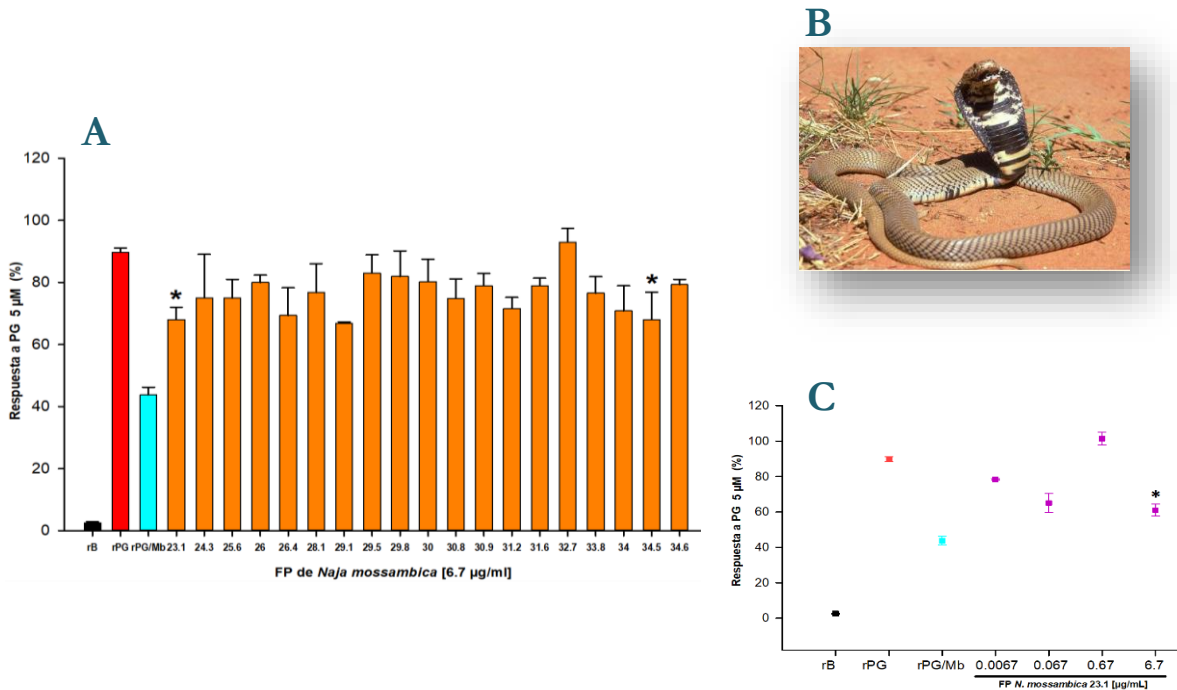 A
120
100
80
60
40
20
0
Respuesta a PG 5 µM (%)
*
*
rB rPG rPG/Mb 23.1 24.3 25.6 26 26.4 28.1 29.1 29.5 29.8 30 30.8 30.9 31.2 31.6 32.7 33.8 34 34.5 34.6
FP de Naja mossambica [6.7 µg/ml]
B
C
120
100
80
60
40
20
0
Respuesta a PG 5 µM (%)
*
rB rPG rPG/Mb 0.0067 0.067 0.67 6.7
FP N. mossambica 23.1 [µg/mL]